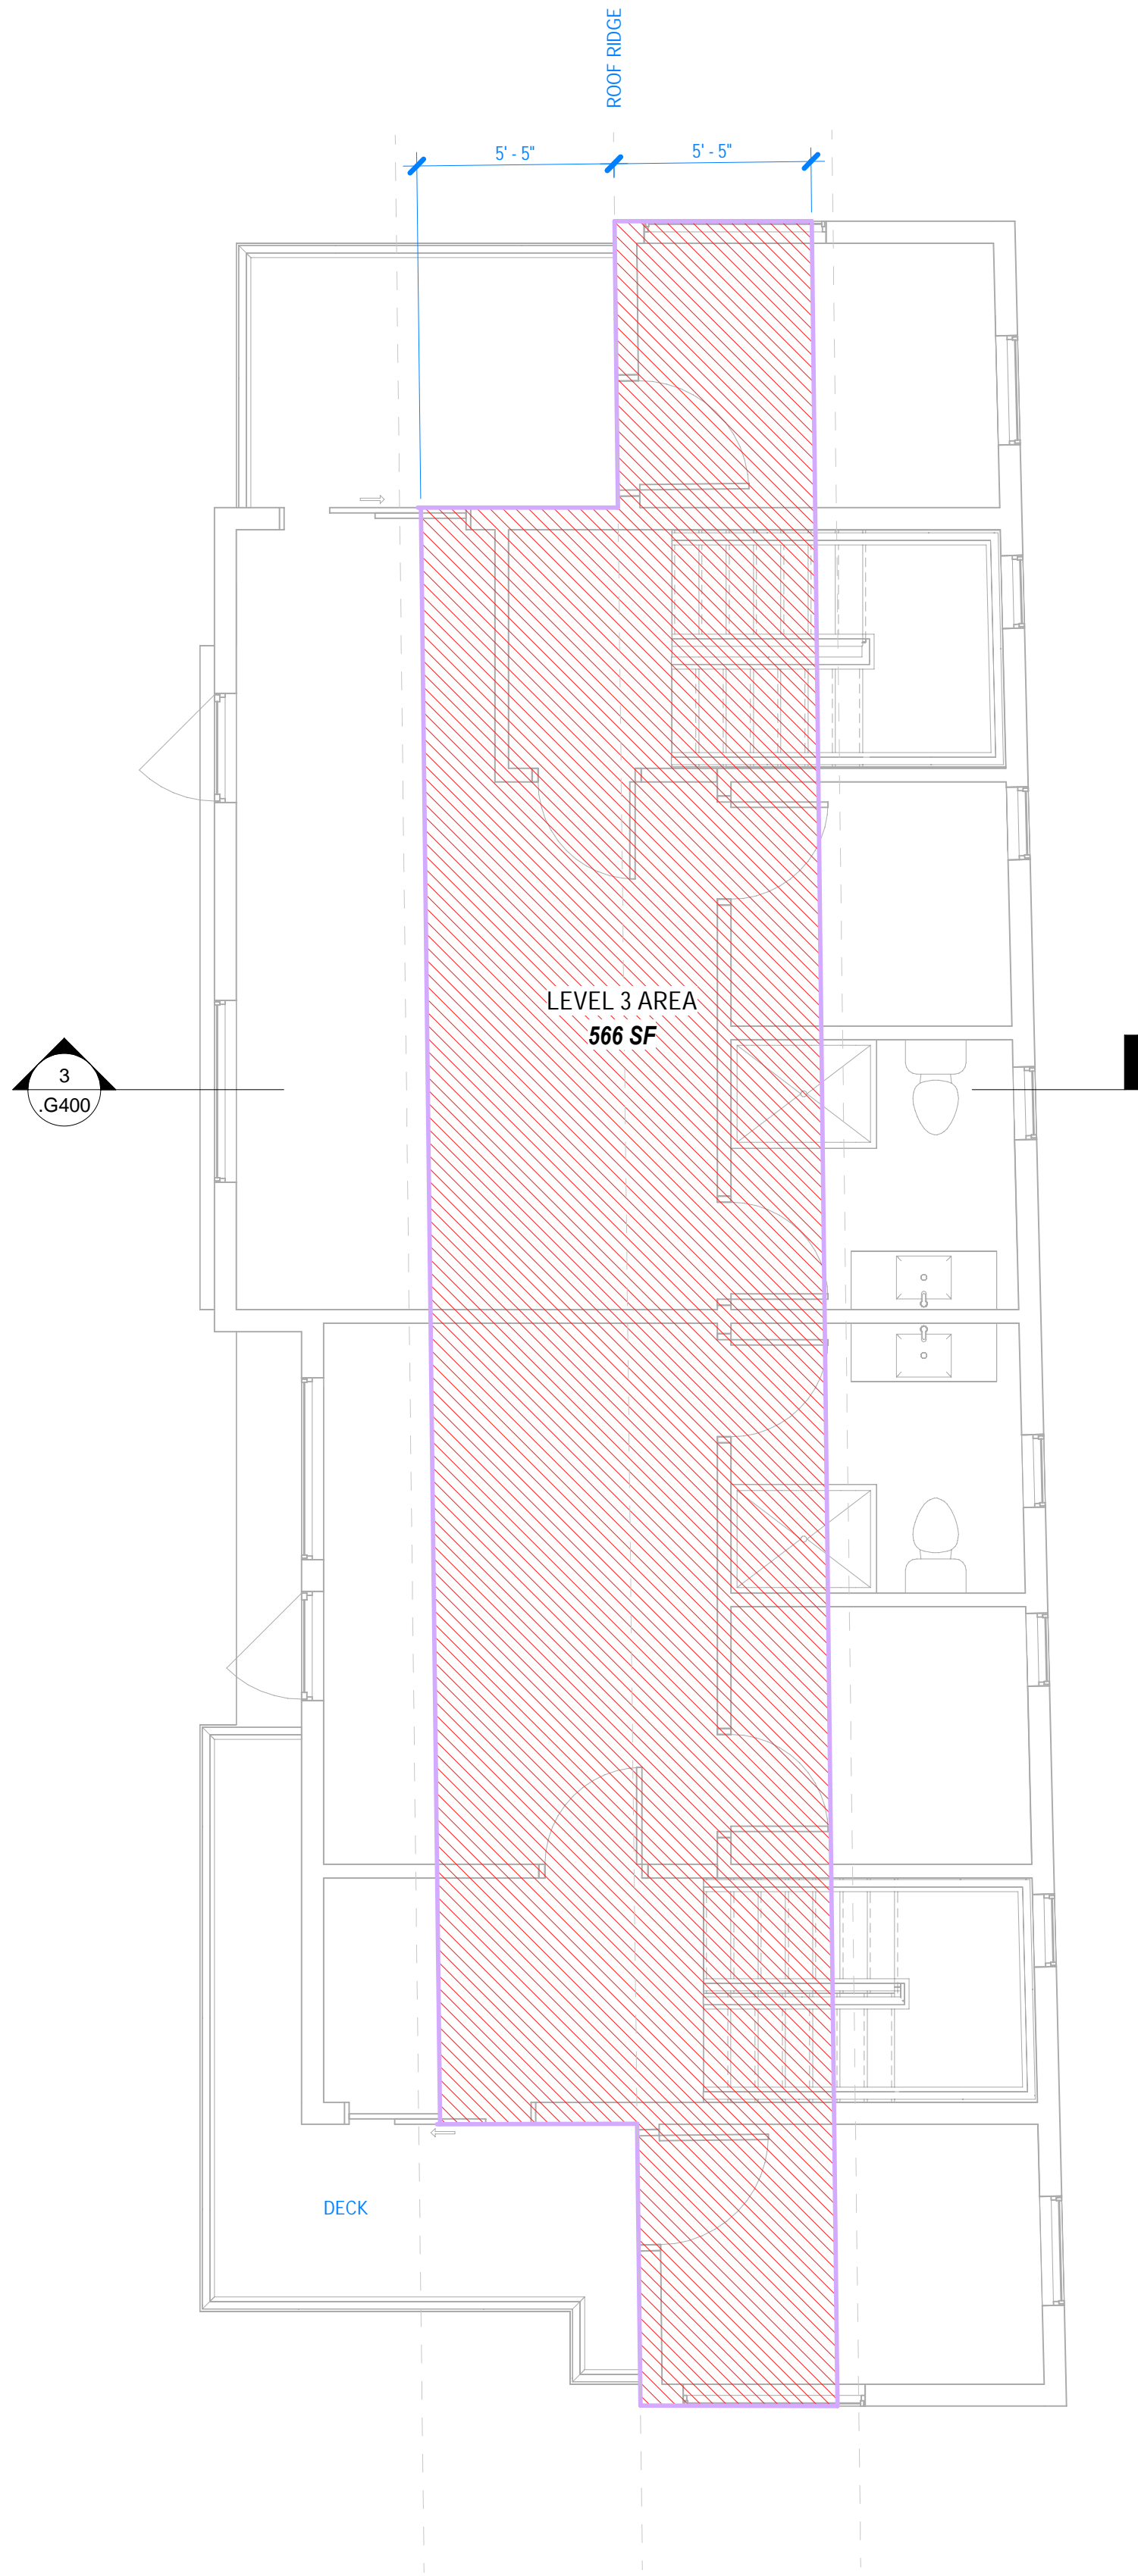 ROOF RIDGE
5' - 5"
5' - 5"
LEVEL 3 AREA
566 SF
3
.G400
DECK